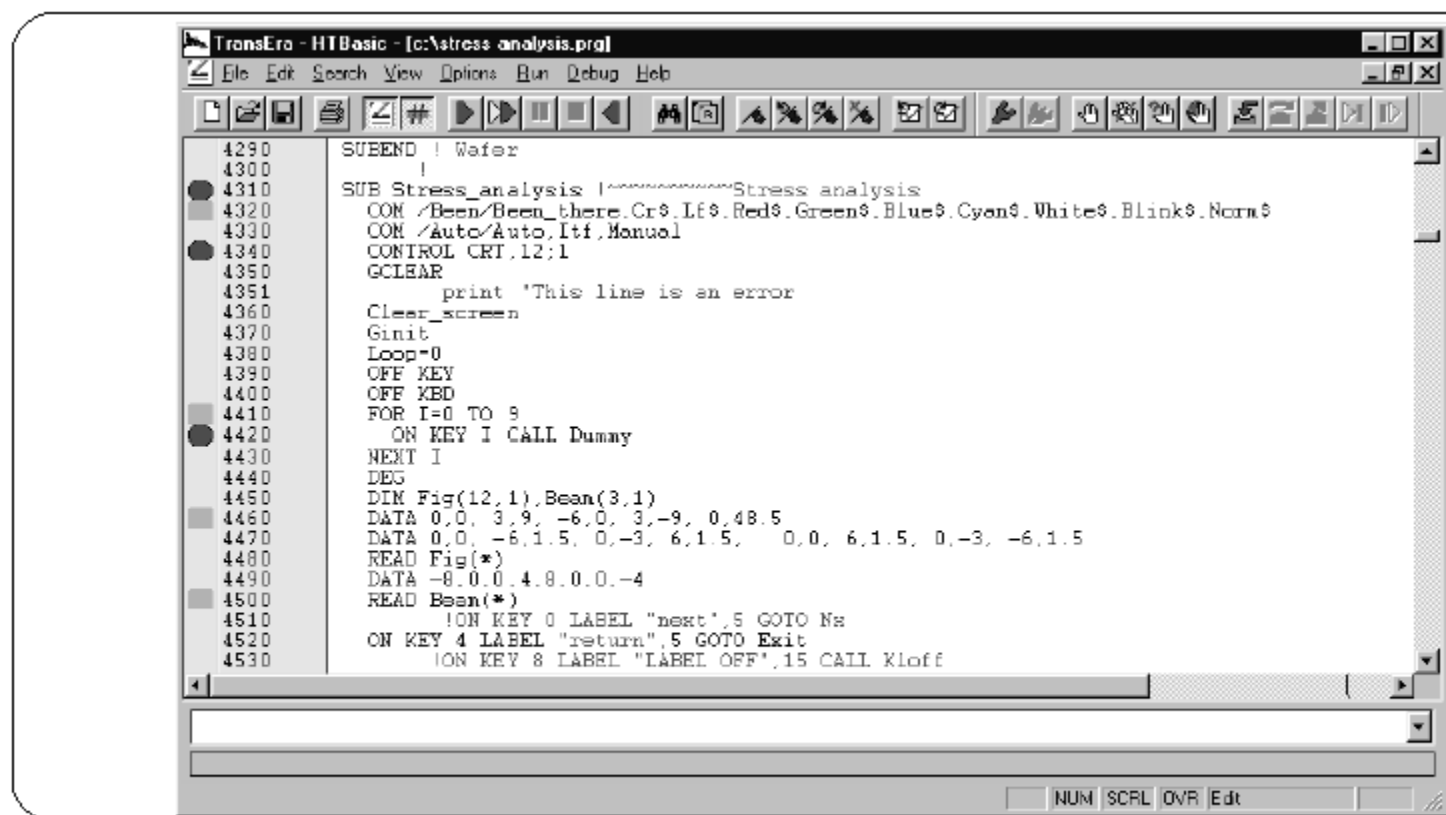 TransEra - HTBasic - [c:\stress analysis.prg]
File Edit Search View Options Run Debug Help
4290 SUBEND ! Wafer
4300 !
4310 SUB Stress_analysis !~~~~~~~~~~Stress analysis
4320 COM /Been/Been_there,Cr$,Lf$,Red$,Green$,Blue$,Cyan$,White$,Blink$,Norm$
4330 COM /Auto/Auto,Itf,Manual
4340 CONTROL CRT,12;1
4350 GCLEAR
4351 print 'This line is an error
4360 Clear_screen
4370 Ginit
4380 Loop=0
4390 OFF KEY
4400 OFF KBD
4410 FOR I=0 TO 9
4420 ON KEY I CALL Dummy
4430 NEXT I
4440 DEG
4450 DIM Fig(12,1),Bean(3,1)
4460 DATA 0,0, 3,9, -6,0, 3,-9, 0,48.5
4470 DATA 0,0, -6,1.5, 0,-3, 6,1.5, 0,0, 6,1.5, 0,-3, -6,1.5
4480 READ Fig(*)
4490 DATA -8,0,0,4,8,0,0,-4
4500 READ Bean(*)
4510 !ON KEY 0 LABEL "next",5 GOTO Nx
4520 ON KEY 4 LABEL "return",5 GOTO Exit
4530 !ON KEY 8 LABEL "LABEL OFF",15 CALL Kloff
NUM SCRL OVR Edit